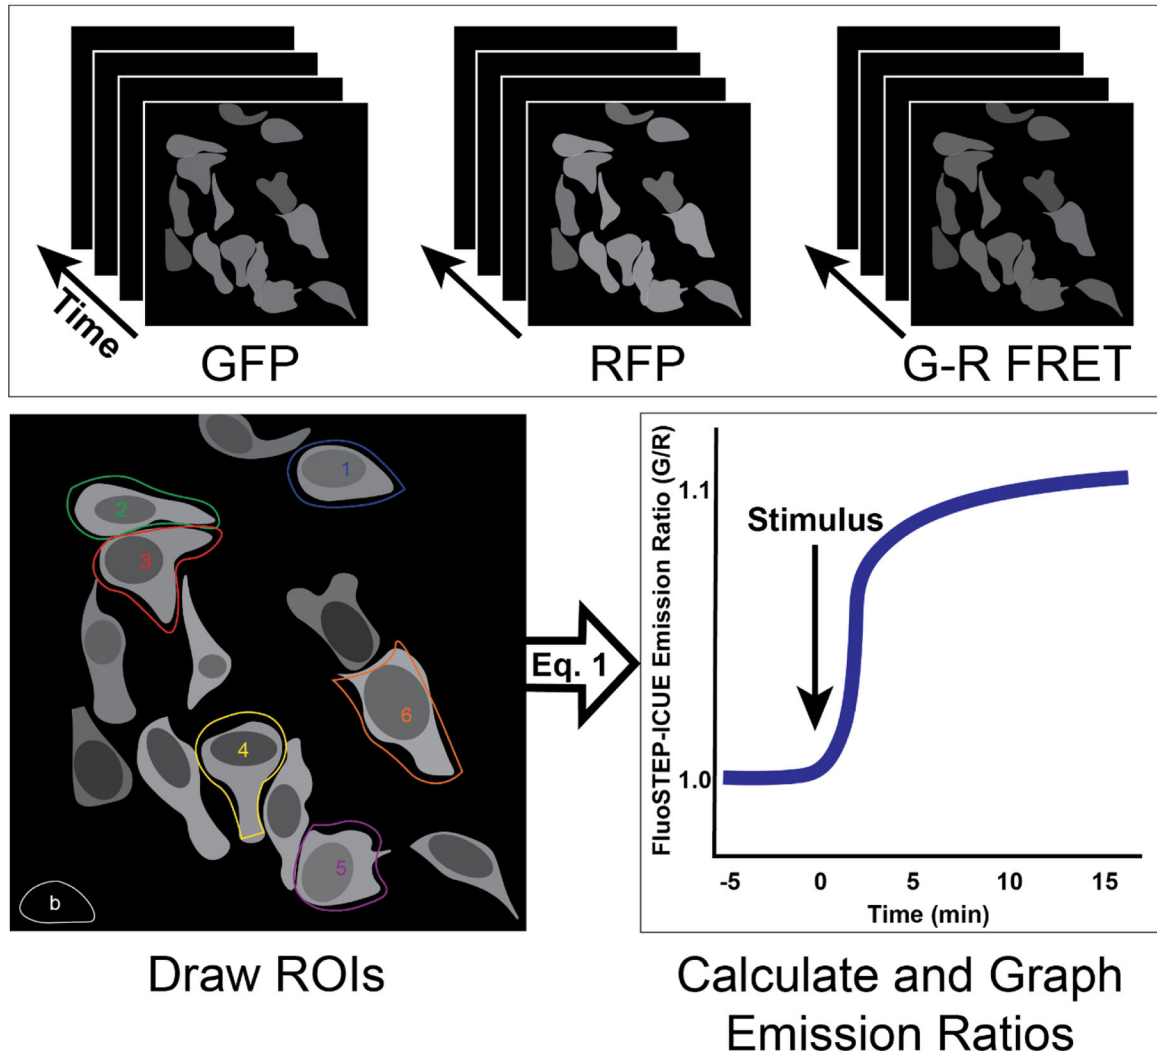 Time
GFP
RFP
G-R FRET
1
2
3
4
5
6
b
Draw ROIs
Eq. 1
FluoSTEP-ICUE Emission Ratio (G/R)
1.1
1.0
Stimulus
-5 0 5 10 15
Time (min)
Calculate and Graph
Emission Ratios